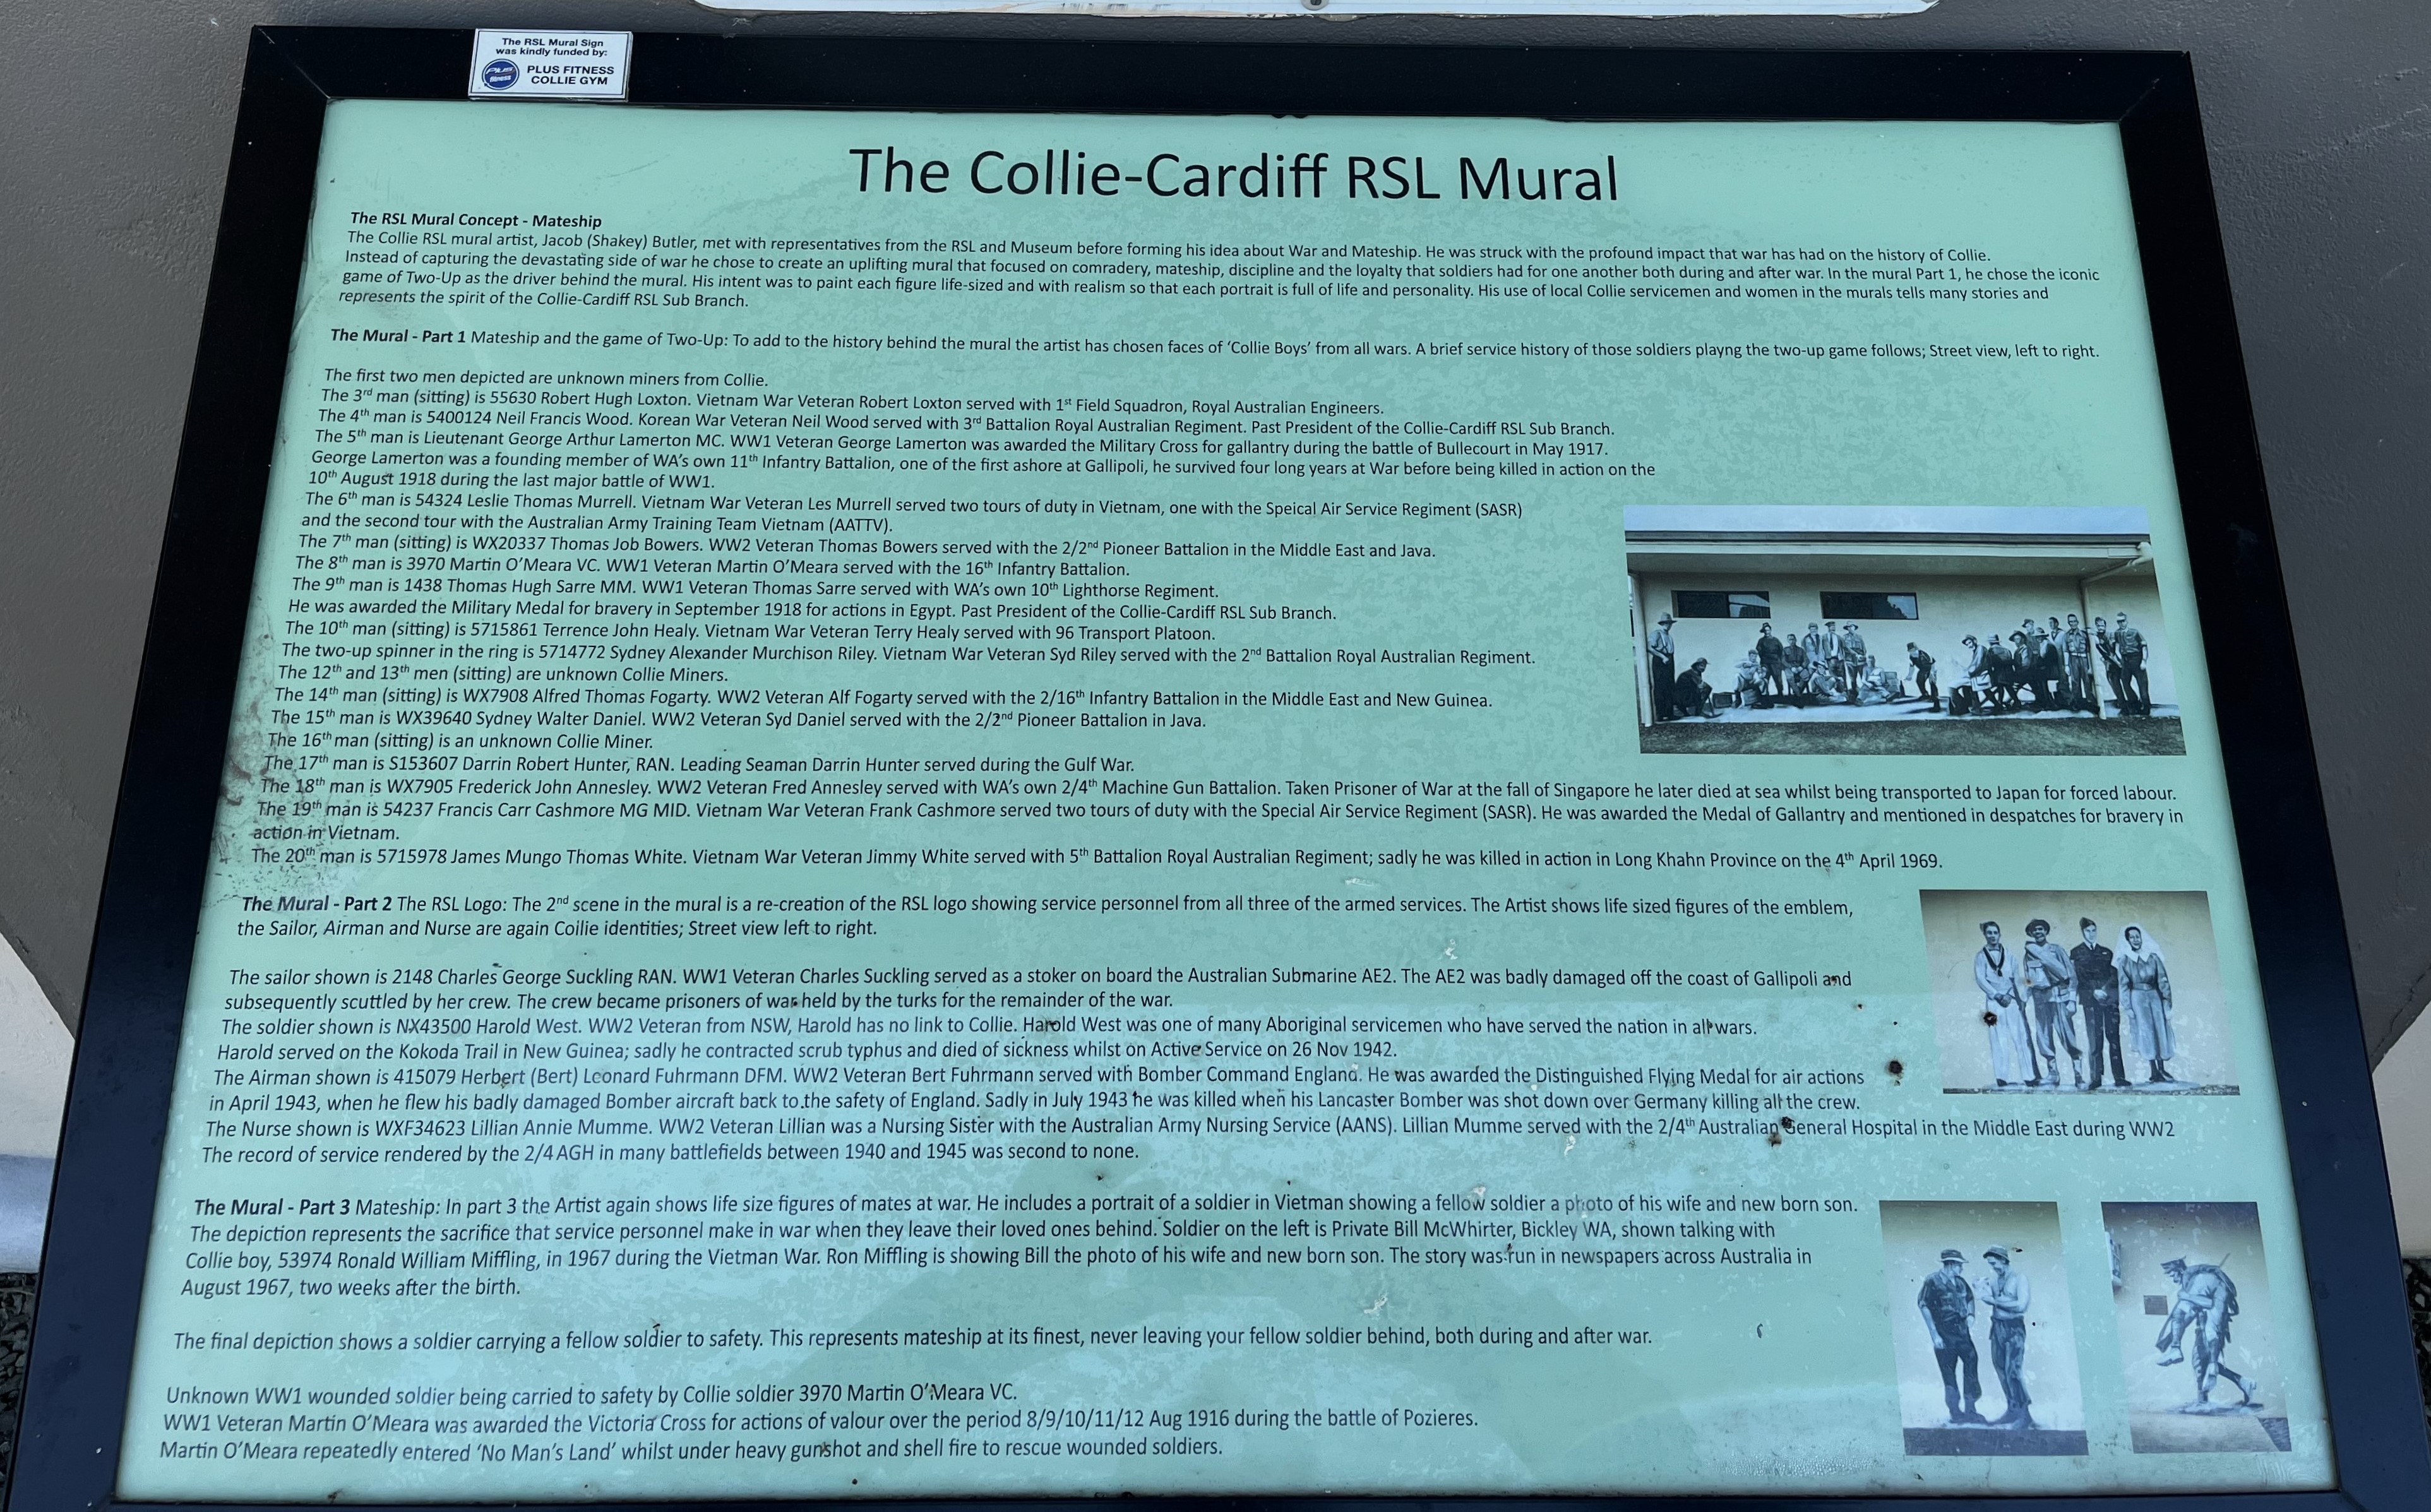 The RSL Mural Sign
was kindly funded by:
PLUS fitness
PLUS FITNESS
COLLIE GYM
The Collie-Cardiff RSL Mural
The RSL Mural Concept - Mateship
The Collie RSL mural artist, Jacob (Shakey) Butler, met with representatives from the RSL and Museum before forming his idea about War and Mateship. He was struck with the profound impact that war has had on the history of Collie.
Instead of capturing the devastating side of war he chose to create an uplifting mural that focused on comradery, mateship, discipline and the loyalty that soldiers had for one another both during and after war. In the mural Part 1, he chose the iconic
game of Two-Up as the driver behind the mural. His intent was to paint each figure life-sized and with realism so that each portrait is full of life and personality. His use of local Collie servicemen and women in the murals tells many stories and
represents the spirit of the Collie-Cardiff RSL Sub Branch.
The Mural - Part 1 Mateship and the game of Two-Up: To add to the history behind the mural the artist has chosen faces of ‘Collie Boys’ from all wars. A brief service history of those soldiers playng the two-up game follows; Street view, left to right.
The first two men depicted are unknown miners from Collie.
The 3rd man (sitting) is 55630 Robert Hugh Loxton. Vietnam War Veteran Robert Loxton served with 1st Field Squadron, Royal Australian Engineers.
The 4th man is 5400124 Neil Francis Wood. Korean War Veteran Neil Wood served with 3rd Battalion Royal Australian Regiment. Past President of the Collie-Cardiff RSL Sub Branch.
The 5th man is Lieutenant George Arthur Lamerton MC. WW1 Veteran George Lamerton was awarded the Military Cross for gallantry during the battle of Bullecourt in May 1917.
George Lamerton was a founding member of WA’s own 11th Infantry Battalion, one of the first ashore at Gallipoli, he survived four long years at War before being killed in action on the
10th August 1918 during the last major battle of WW1.
The 6th man is 54324 Leslie Thomas Murrell. Vietnam War Veteran Les Murrell served two tours of duty in Vietnam, one with the Speical Air Service Regiment (SASR)
and the second tour with the Australian Army Training Team Vietnam (AATTV).
The 7th man (sitting) is WX20337 Thomas Job Bowers. WW2 Veteran Thomas Bowers served with the 2/2nd Pioneer Battalion in the Middle East and Java.
The 8th man is 3970 Martin O’Meara VC. WW1 Veteran Martin O’Meara served with the 16th Infantry Battalion.
The 9th man is 1438 Thomas Hugh Sarre MM. WW1 Veteran Thomas Sarre served with WA’s own 10th Lighthorse Regiment.
He was awarded the Military Medal for bravery in September 1918 for actions in Egypt. Past President of the Collie-Cardiff RSL Sub Branch.
The 10th man (sitting) is 5715861 Terrence John Healy. Vietnam War Veteran Terry Healy served with 96 Transport Platoon.
The two-up spinner in the ring is 5714772 Sydney Alexander Murchison Riley. Vietnam War Veteran Syd Riley served with the 2nd Battalion Royal Australian Regiment.
The 12th and 13th men (sitting) are unknown Collie Miners.
The 14th man (sitting) is WX7908 Alfred Thomas Fogarty. WW2 Veteran Alf Fogarty served with the 2/16th Infantry Battalion in the Middle East and New Guinea.
The 15th man is WX39640 Sydney Walter Daniel. WW2 Veteran Syd Daniel served with the 2/2nd Pioneer Battalion in Java.
The 16th man (sitting) is an unknown Collie Miner.
The 17th man is S153607 Darrin Robert Hunter, RAN. Leading Seaman Darrin Hunter served during the Gulf War.
The 18th man is WX7905 Frederick John Annesley. WW2 Veteran Fred Annesley served with WA’s own 2/4th Machine Gun Battalion. Taken Prisoner of War at the fall of Singapore he later died at sea whilst being transported to Japan for forced labour.
The 19th man is 54237 Francis Carr Cashmore MG MID. Vietnam War Veteran Frank Cashmore served two tours of duty with the Special Air Service Regiment (SASR). He was awarded the Medal of Gallantry and mentioned in despatches for bravery in
action in Vietnam.
The 20th man is 5715978 James Mungo Thomas White. Vietnam War Veteran Jimmy White served with 5th Battalion Royal Australian Regiment; sadly he was killed in action in Long Khahn Province on the 4th April 1969.
The Mural - Part 2 The RSL Logo: The 2nd scene in the mural is a re-creation of the RSL logo showing service personnel from all three of the armed services. The Artist shows life sized figures of the emblem,
the Sailor, Airman and Nurse are again Collie identities; Street view left to right.
The sailor shown is 2148 Charles George Suckling RAN. WW1 Veteran Charles Suckling served as a stoker on board the Australian Submarine AE2. The AE2 was badly damaged off the coast of Gallipoli and
subsequently scuttled by her crew. The crew became prisoners of war held by the turks for the remainder of the war.
The soldier shown is NX43500 Harold West. WW2 Veteran from NSW, Harold has no link to Collie. Harold West was one of many Aboriginal servicemen who have served the nation in all wars.
Harold served on the Kokoda Trail in New Guinea; sadly he contracted scrub typhus and died of sickness whilst on Active Service on 26 Nov 1942.
The Airman shown is 415079 Herbert (Bert) Leonard Fuhrmann DFM. WW2 Veteran Bert Fuhrmann served with Bomber Command England. He was awarded the Distinguished Flying Medal for air actions
in April 1943, when he flew his badly damaged Bomber aircraft back to the safety of England. Sadly in July 1943 he was killed when his Lancaster Bomber was shot down over Germany killing all the crew.
The Nurse shown is WXF34623 Lillian Annie Mumme. WW2 Veteran Lillian was a Nursing Sister with the Australian Army Nursing Service (AANS). Lillian Mumme served with the 2/4th Australian General Hospital in the Middle East during WW2
The record of service rendered by the 2/4 AGH in many battlefields between 1940 and 1945 was second to none.
The Mural - Part 3 Mateship: In part 3 the Artist again shows life size figures of mates at war. He includes a portrait of a soldier in Vietman showing a fellow soldier a photo of his wife and new born son.
The depiction represents the sacrifice that service personnel make in war when they leave their loved ones behind. Soldier on the left is Private Bill McWhirter, Bickley WA, shown talking with
Collie boy, 53974 Ronald William Miffling, in 1967 during the Vietman War. Ron Miffling is showing Bill the photo of his wife and new born son. The story was run in newspapers across Australia in
August 1967, two weeks after the birth.
The final depiction shows a soldier carrying a fellow soldier to safety. This represents mateship at its finest, never leaving your fellow soldier behind, both during and after war.
Unknown WW1 wounded soldier being carried to safety by Collie soldier 3970 Martin O’Meara VC.
WW1 Veteran Martin O’Meara was awarded the Victoria Cross for actions of valour over the period 8/9/10/11/12 Aug 1916 during the battle of Pozieres.
Martin O’Meara repeatedly entered ‘No Man’s Land’ whilst under heavy gunshot and shell fire to rescue wounded soldiers.